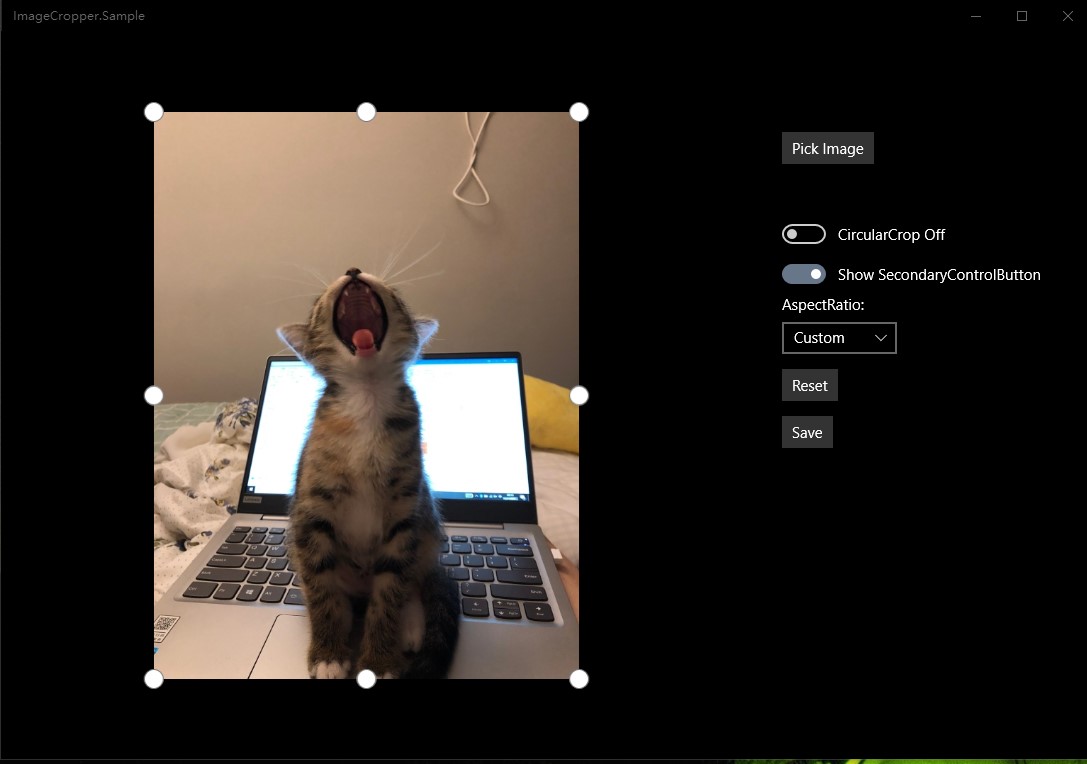 ImageCropper.Sample
Pick Image
CircularCrop Off
Show SecondaryControlButton
AspectRatio:
Custom
Reset
Save